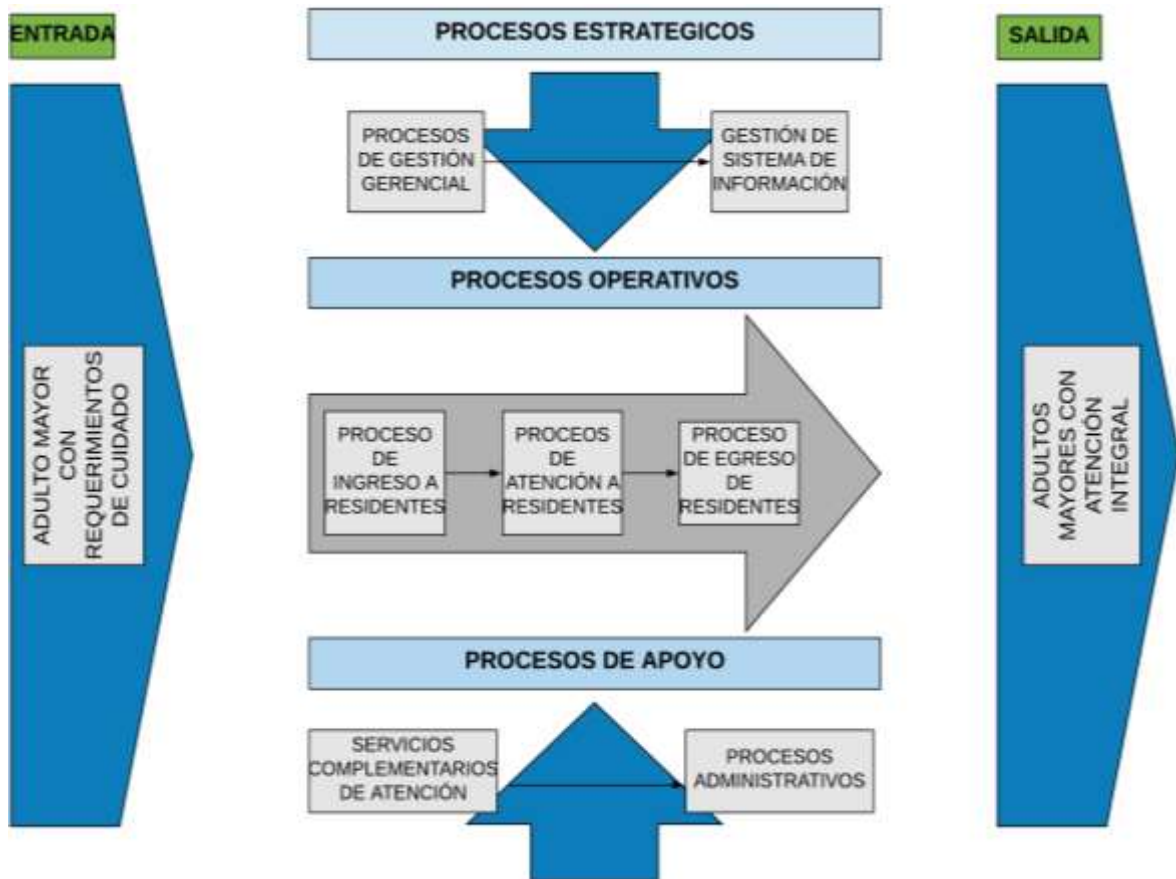 ENTRADA
PROCESOS ESTRATEGICOS
SALIDA
PROCESOS
DE GESTIÓN
GERENCIAL
GESTIÓN DE
SISTEMA DE
INFORMACIÓN
PROCESOS OPERATIVOS
ADULTO MAYOR
CON
REQUERIMIENTOS
DE CUIDADO
PROCESO
DE
INGRESO A
RESIDENTES
PROCEOS
DE
ATENCIÓN A
RESIDENTES
PROCESO
DE EGRESO
DE
RESIDENTES
ADULTOS
MAYORES CON
ATENCIÓN
INTEGRAL
PROCESOS DE APOYO
SERVICIOS
COMPLEMENTARIOS
DE ATENCIÓN
PROCESOS
ADMINISTRATIVOS